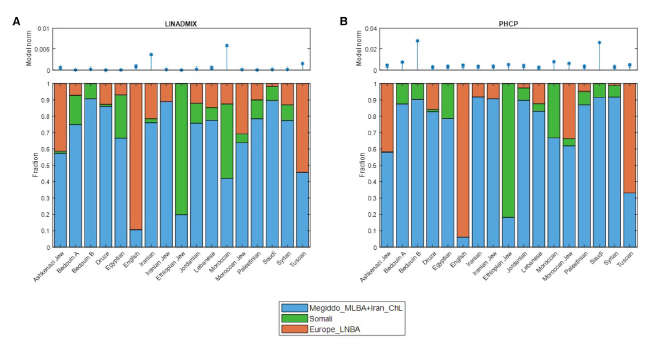 A
LINADMIX
Model norm
0.01
0.005
0
Fraction
1
0.9
0.8
0.7
0.6
0.5
0.4
0.3
0.2
0.1
0
Ashkenazi Jew
Bedouin A
Bedouin B
Druze
Egyptian
English
Iranian
Iranian Jew
Ethiopian Jew
Jordanian
Lebanese
Moroccan
Moroccan Jew
Palestinian
Saudi
Syrian
Tuscan
B
PHCP
Model norm
0.04
0.02
0
Fraction
1
0.9
0.8
0.7
0.6
0.5
0.4
0.3
0.2
0.1
0
Ashkenazi Jew
Bedouin A
Bedouin B
Druze
Egyptian
English
Iranian
Iranian Jew
Ethiopian Jew
Jordanian
Lebanese
Moroccan
Moroccan Jew
Palestinian
Saudi
Syrian
Tuscan
Megiddo_MLBA+Iran_ChL
Somali
Europe_LNBA